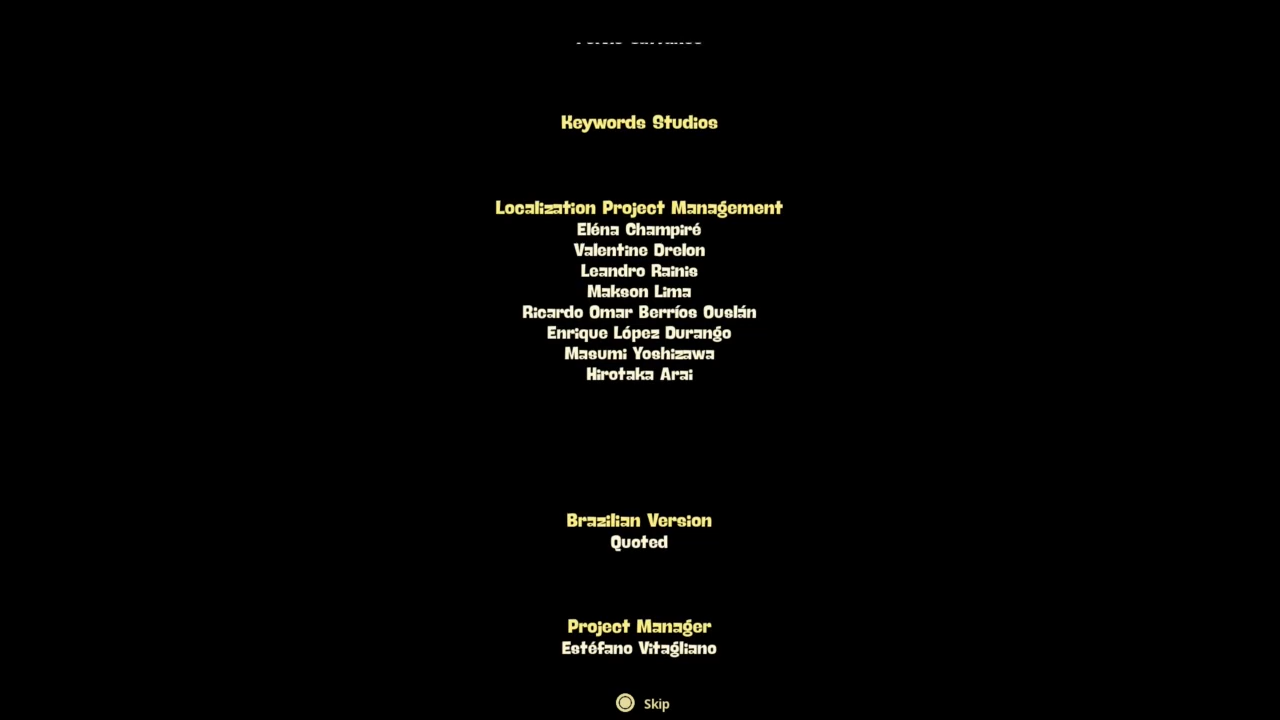 Keywords Studios
Localization Project Management
Eléna Champiré
Valentine Drelon
Leandro Rainis
Makson Lima
Ricardo Omar Berríos Ouslán
Enrique López Durango
Masumi Yoshizawa
Hirotaka Arai
Brazilian Version
Quoted
Project Manager
Estéfano Vitagliano
Skip